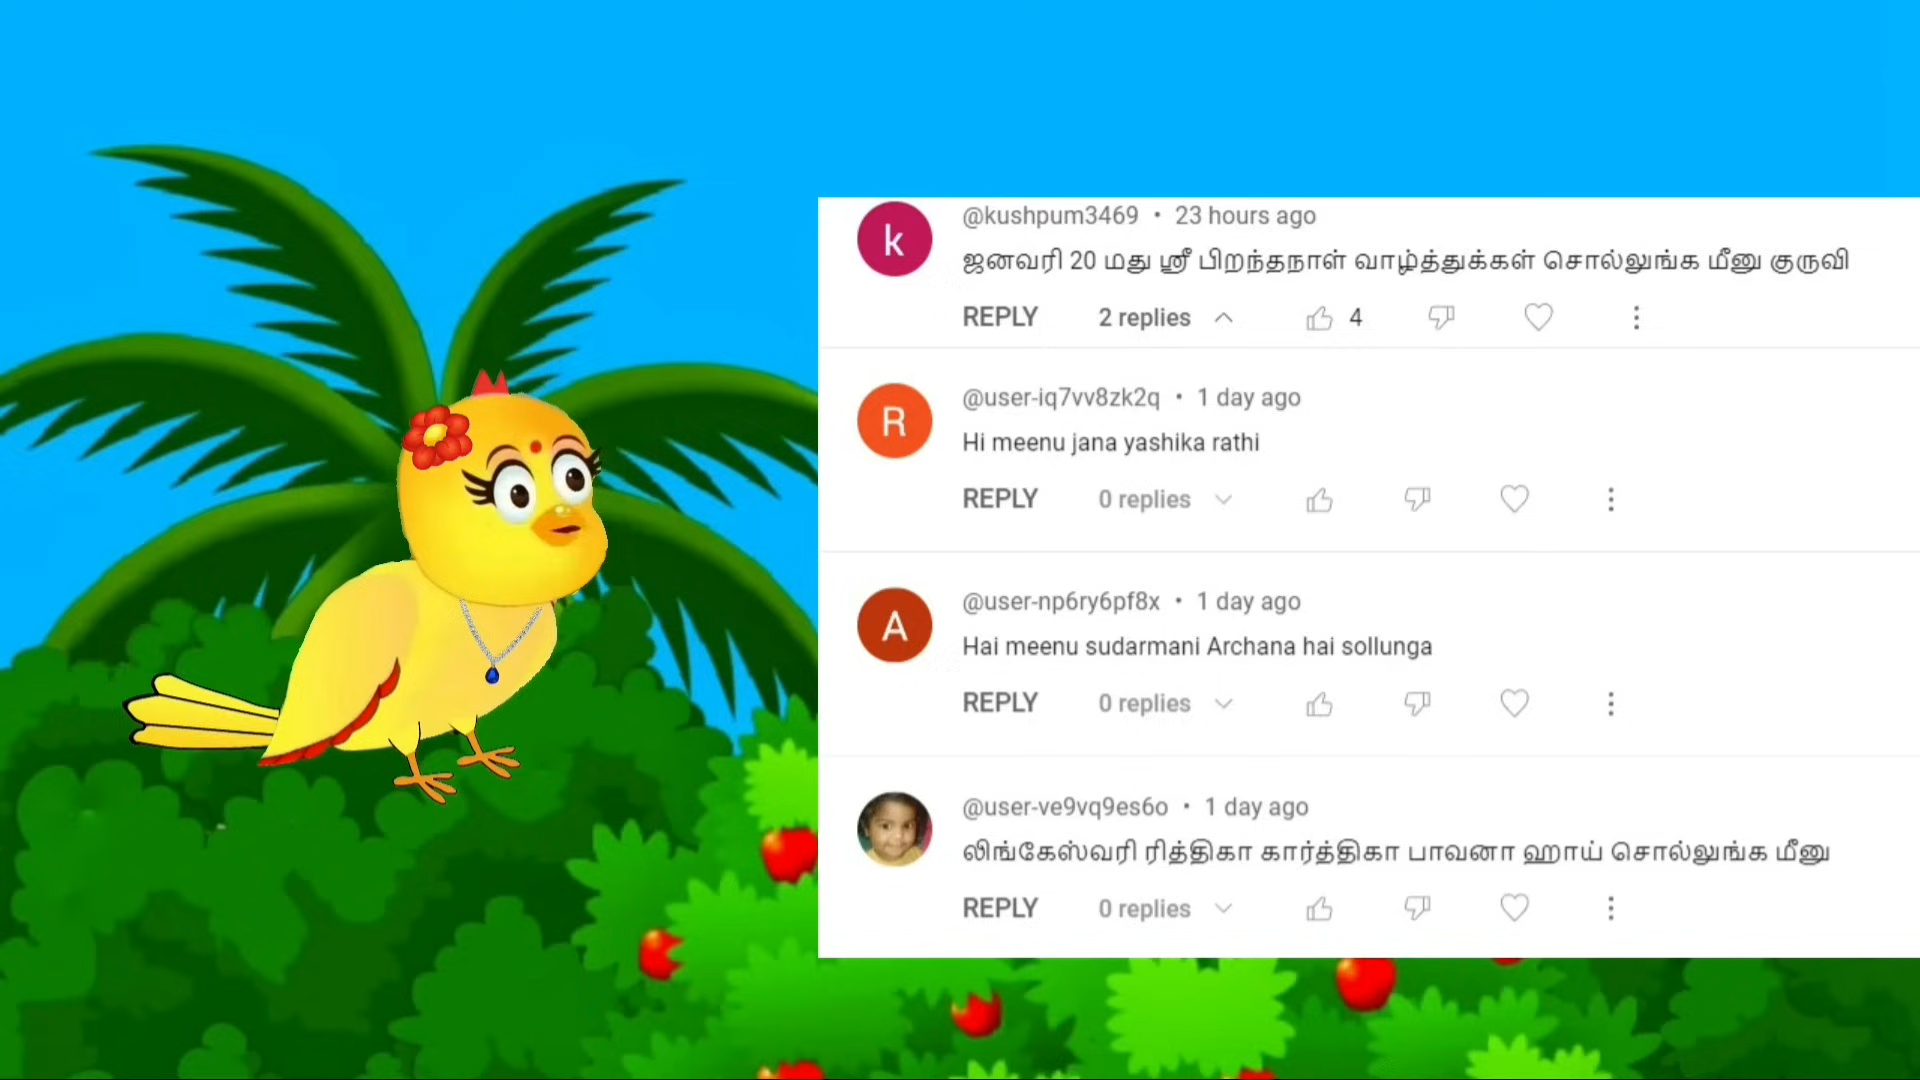 k
@kushpum3469 • 23 hours ago
ஜனவரி 20 மது ஸ்ரீ பிறந்தநாள் வாழ்த்துக்கள் சொல்லுங்க மீனு குருவி
REPLY 2 replies 4
R
@user-iq7vv8zk2q • 1 day ago
Hi meenu jana yashika rathi
REPLY 0 replies
A
@user-np6ry6pf8x • 1 day ago
Hai meenu sudarmani Archana hai sollunga
REPLY 0 replies
@user-ve9vq9es6o • 1 day ago
லிங்கேஸ்வரி ரித்திகா கார்த்திகா பாவனா ஹாய் சொல்லுங்க மீனு
REPLY 0 replies